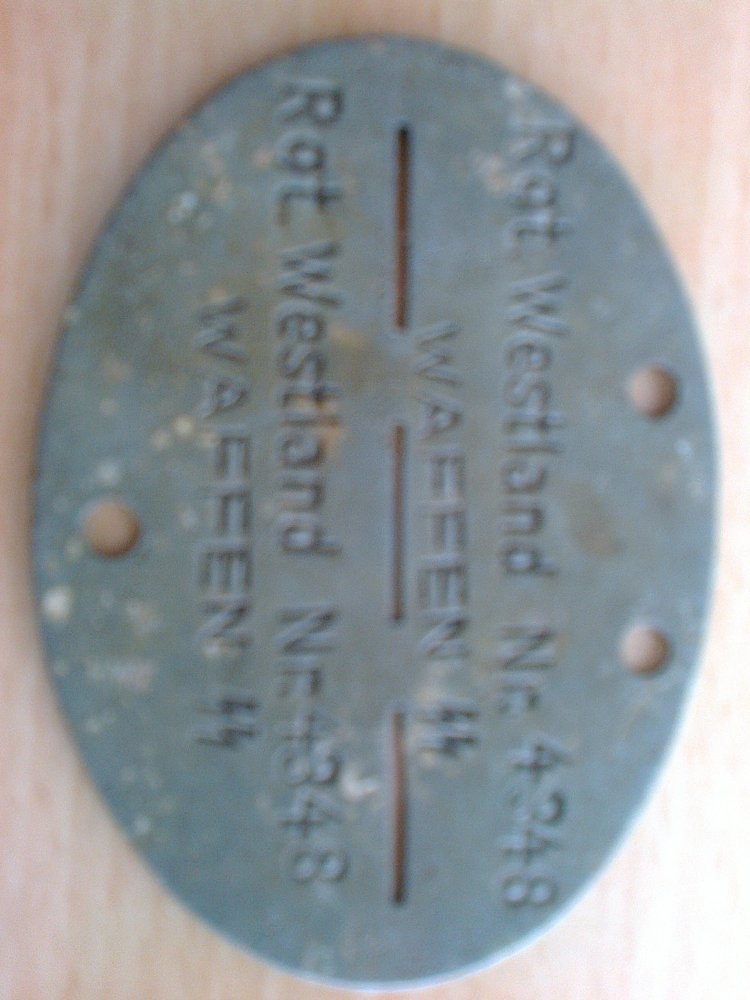 Rgt Westland Nr. 4348
WAFFEN ᛋᛋ
Rgt Westland Nr. 4348
WAFFEN ᛋᛋ